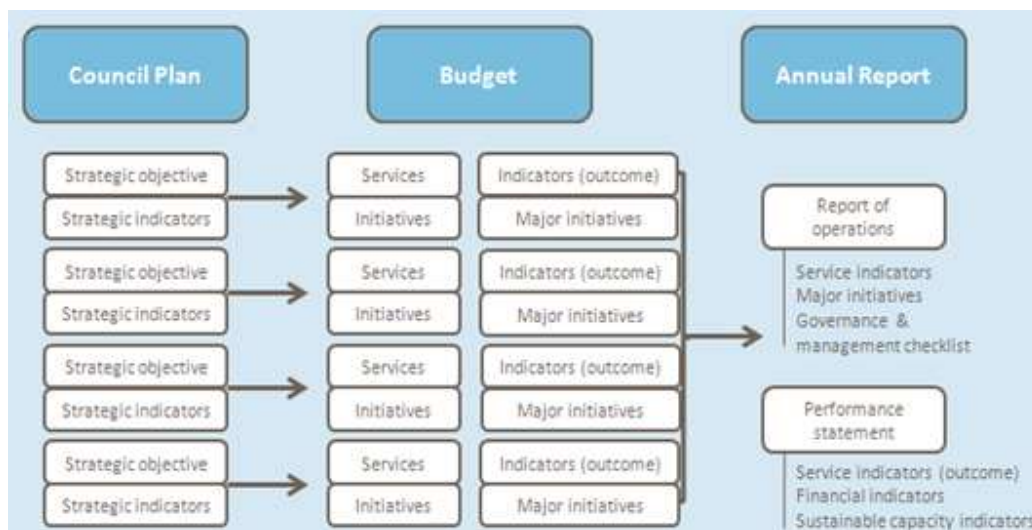 Council Plan
Budget
Annual Report
Strategic objective
Strategic indicators
Strategic objective
Strategic indicators
Strategic objective
Strategic indicators
Strategic objective
Strategic indicators
Services
Initiatives
Services
Initiatives
Services
Initiatives
Services
Initiatives
Indicators (outcome)
Major initiatives
Indicators (outcome)
Major initiatives
Indicators (outcome)
Major initiatives
Indicators (outcome)
Major initiatives
Report of
operations
Service indicators
Major initiatives
Governance &
management checklist
Performance
statement
Service indicators (outcome)
Financial indicators
Sustainable capacity indicators